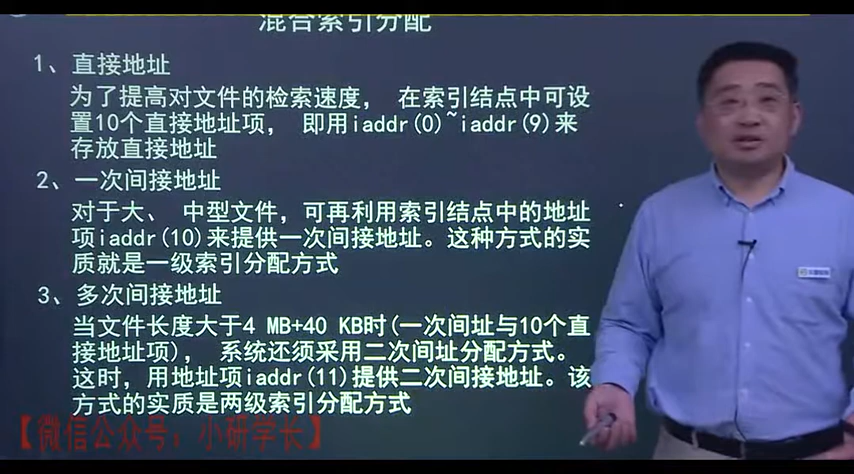 混合索引分配
1、直接地址
为了提高对文件的检索速度， 在索引结点中可设
置10个直接地址项， 即用iaddr(0)~iaddr(9)来
存放直接地址
2、一次间接地址
对于大、 中型文件，可再利用索引结点中的地址
项iaddr(10)来提供一次间接地址。这种方式的实
质就是一级索引分配方式
3、多次间接地址
当文件长度大于4 MB+40 KB时(一次间址与10个直
接地址项)， 系统还须采用二次间址分配方式。
这时，用地址项iaddr(11)提供二次间接地址。该
方式的实质是两级索引分配方式
【微信公众号：小研学长】